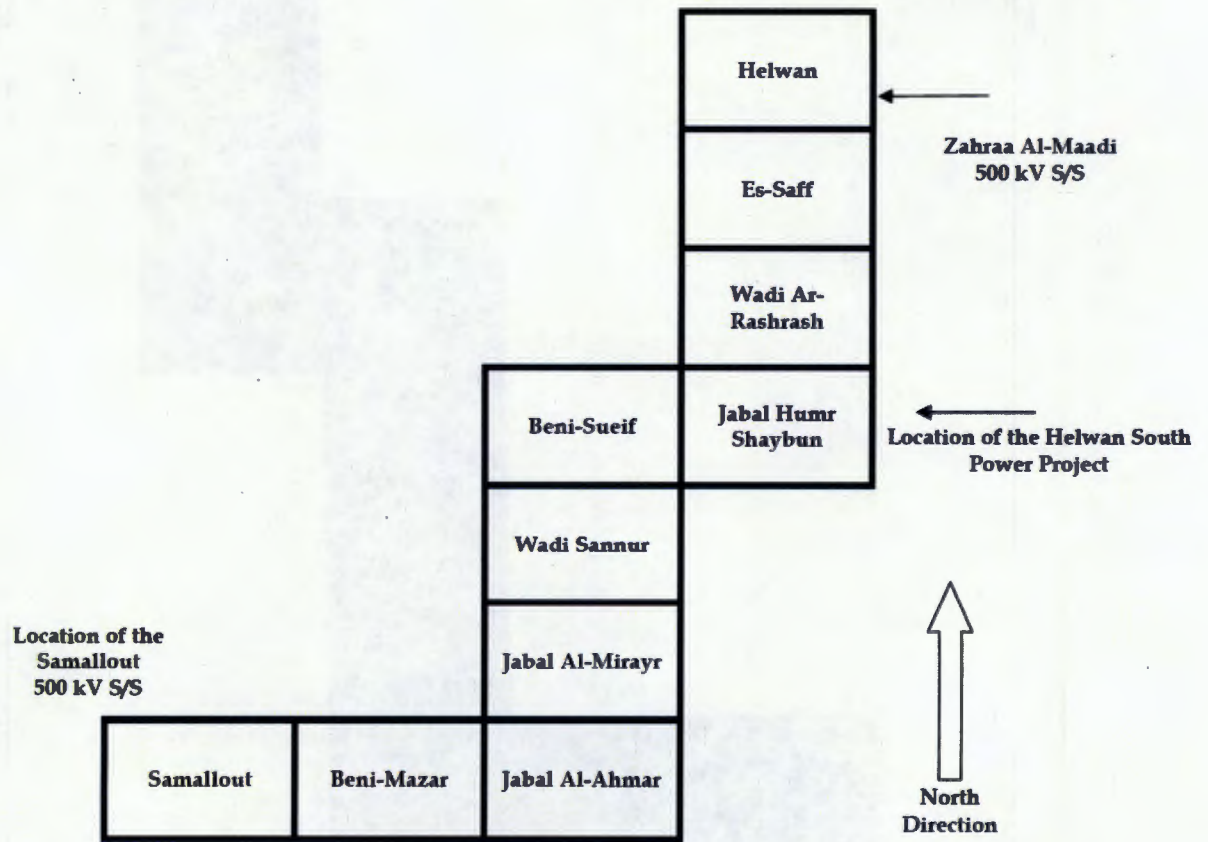 Helwan
Zahraa Al-Maadi
500 kV S/S
Es-Saff
Wadi Ar-
Rashrash
Beni-Sueif
Jabal Humr
Shaybun
Location of the Helwan South
Power Project
Wadi Sannur
Location of the
Samallout
500 kV S/S
Jabal Al-Mirayr
Samallout
Beni-Mazar
Jabal Al-Ahmar
North
Direction